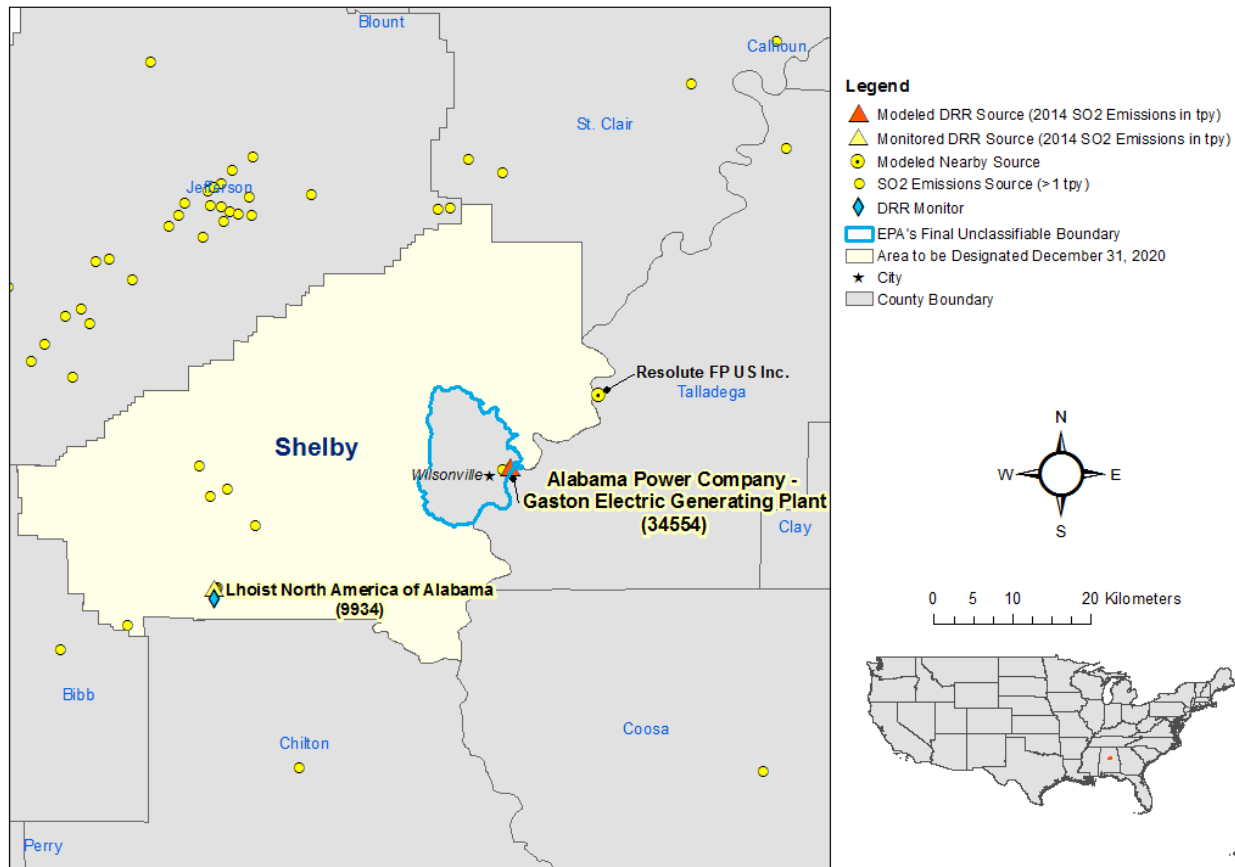 Blount
Calhoun
St. Clair
Jefferson
Resolute FP US Inc.
Talladega
Shelby
Wilsonville
Alabama Power Company -
Gaston Electric Generating Plant
(34554)
Clay
Lhoist North America of Alabama
(9934)
Bibb
Chilton
Coosa
Perry
Legend
Modeled DRR Source (2014 SO2 Emissions in tpy)
Monitored DRR Source (2014 SO2 Emissions in tpy)
Modeled Nearby Source
SO2 Emissions Source (>1 tpy)
DRR Monitor
EPA's Final Unclassifiable Boundary
Area to be Designated December 31, 2020
City
County Boundary
N
W E
S
0 5 10 20 Kilometers